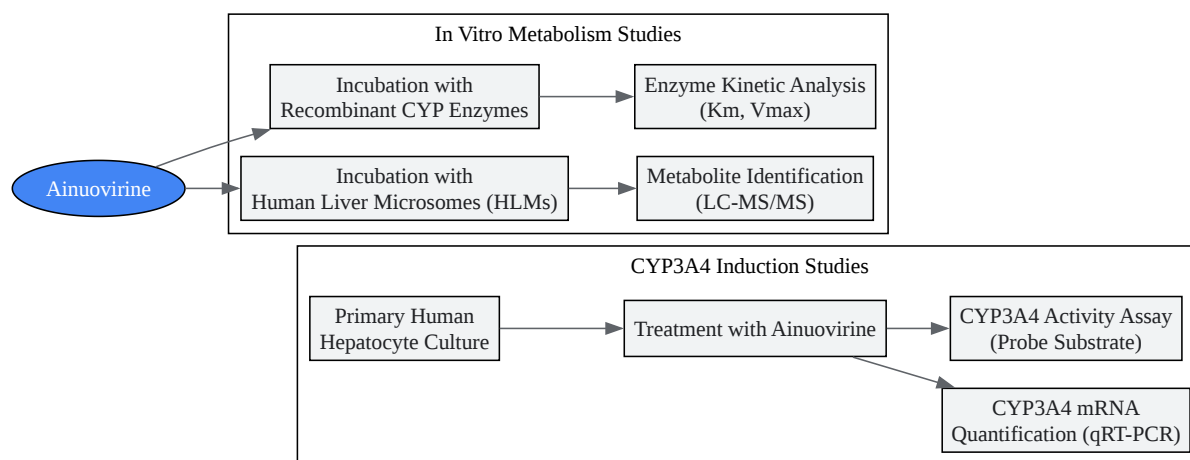 In Vitro Metabolism Studies
Incubation with
Recombinant CYP Enzymes
Enzyme Kinetic Analysis
(Km, Vmax)
Ainuovirine
Incubation with
Human Liver Microsomes (HLMs)
Metabolite Identification
(LC-MS/MS)
CYP3A4 Induction Studies
Primary Human
Hepatocyte Culture
Treatment with Ainuovirine
CYP3A4 Activity Assay
(Probe Substrate)
CYP3A4 mRNA
Quantification (qRT-PCR)